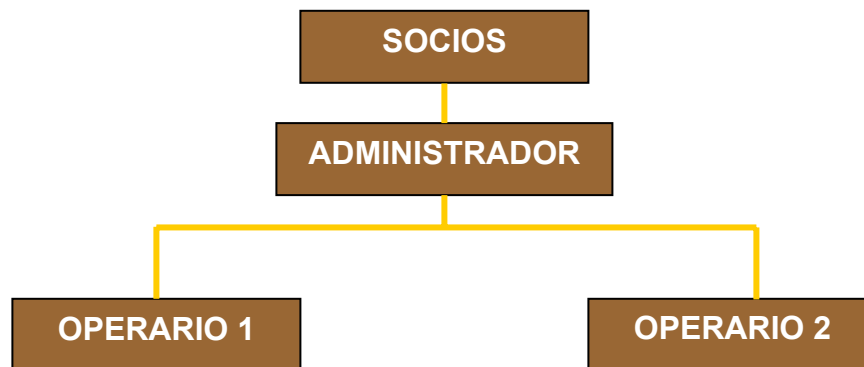 SOCIOS
ADMINISTRADOR
OPERARIO 1
OPERARIO 2